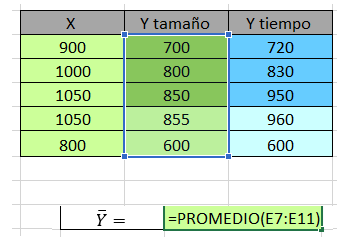 X Y tamaño Y tiempo
900 700 720
1000 800 830
1050 850 950
1050 855 960
800 600 600
Ȳ = =PROMEDIO(E7:E11)